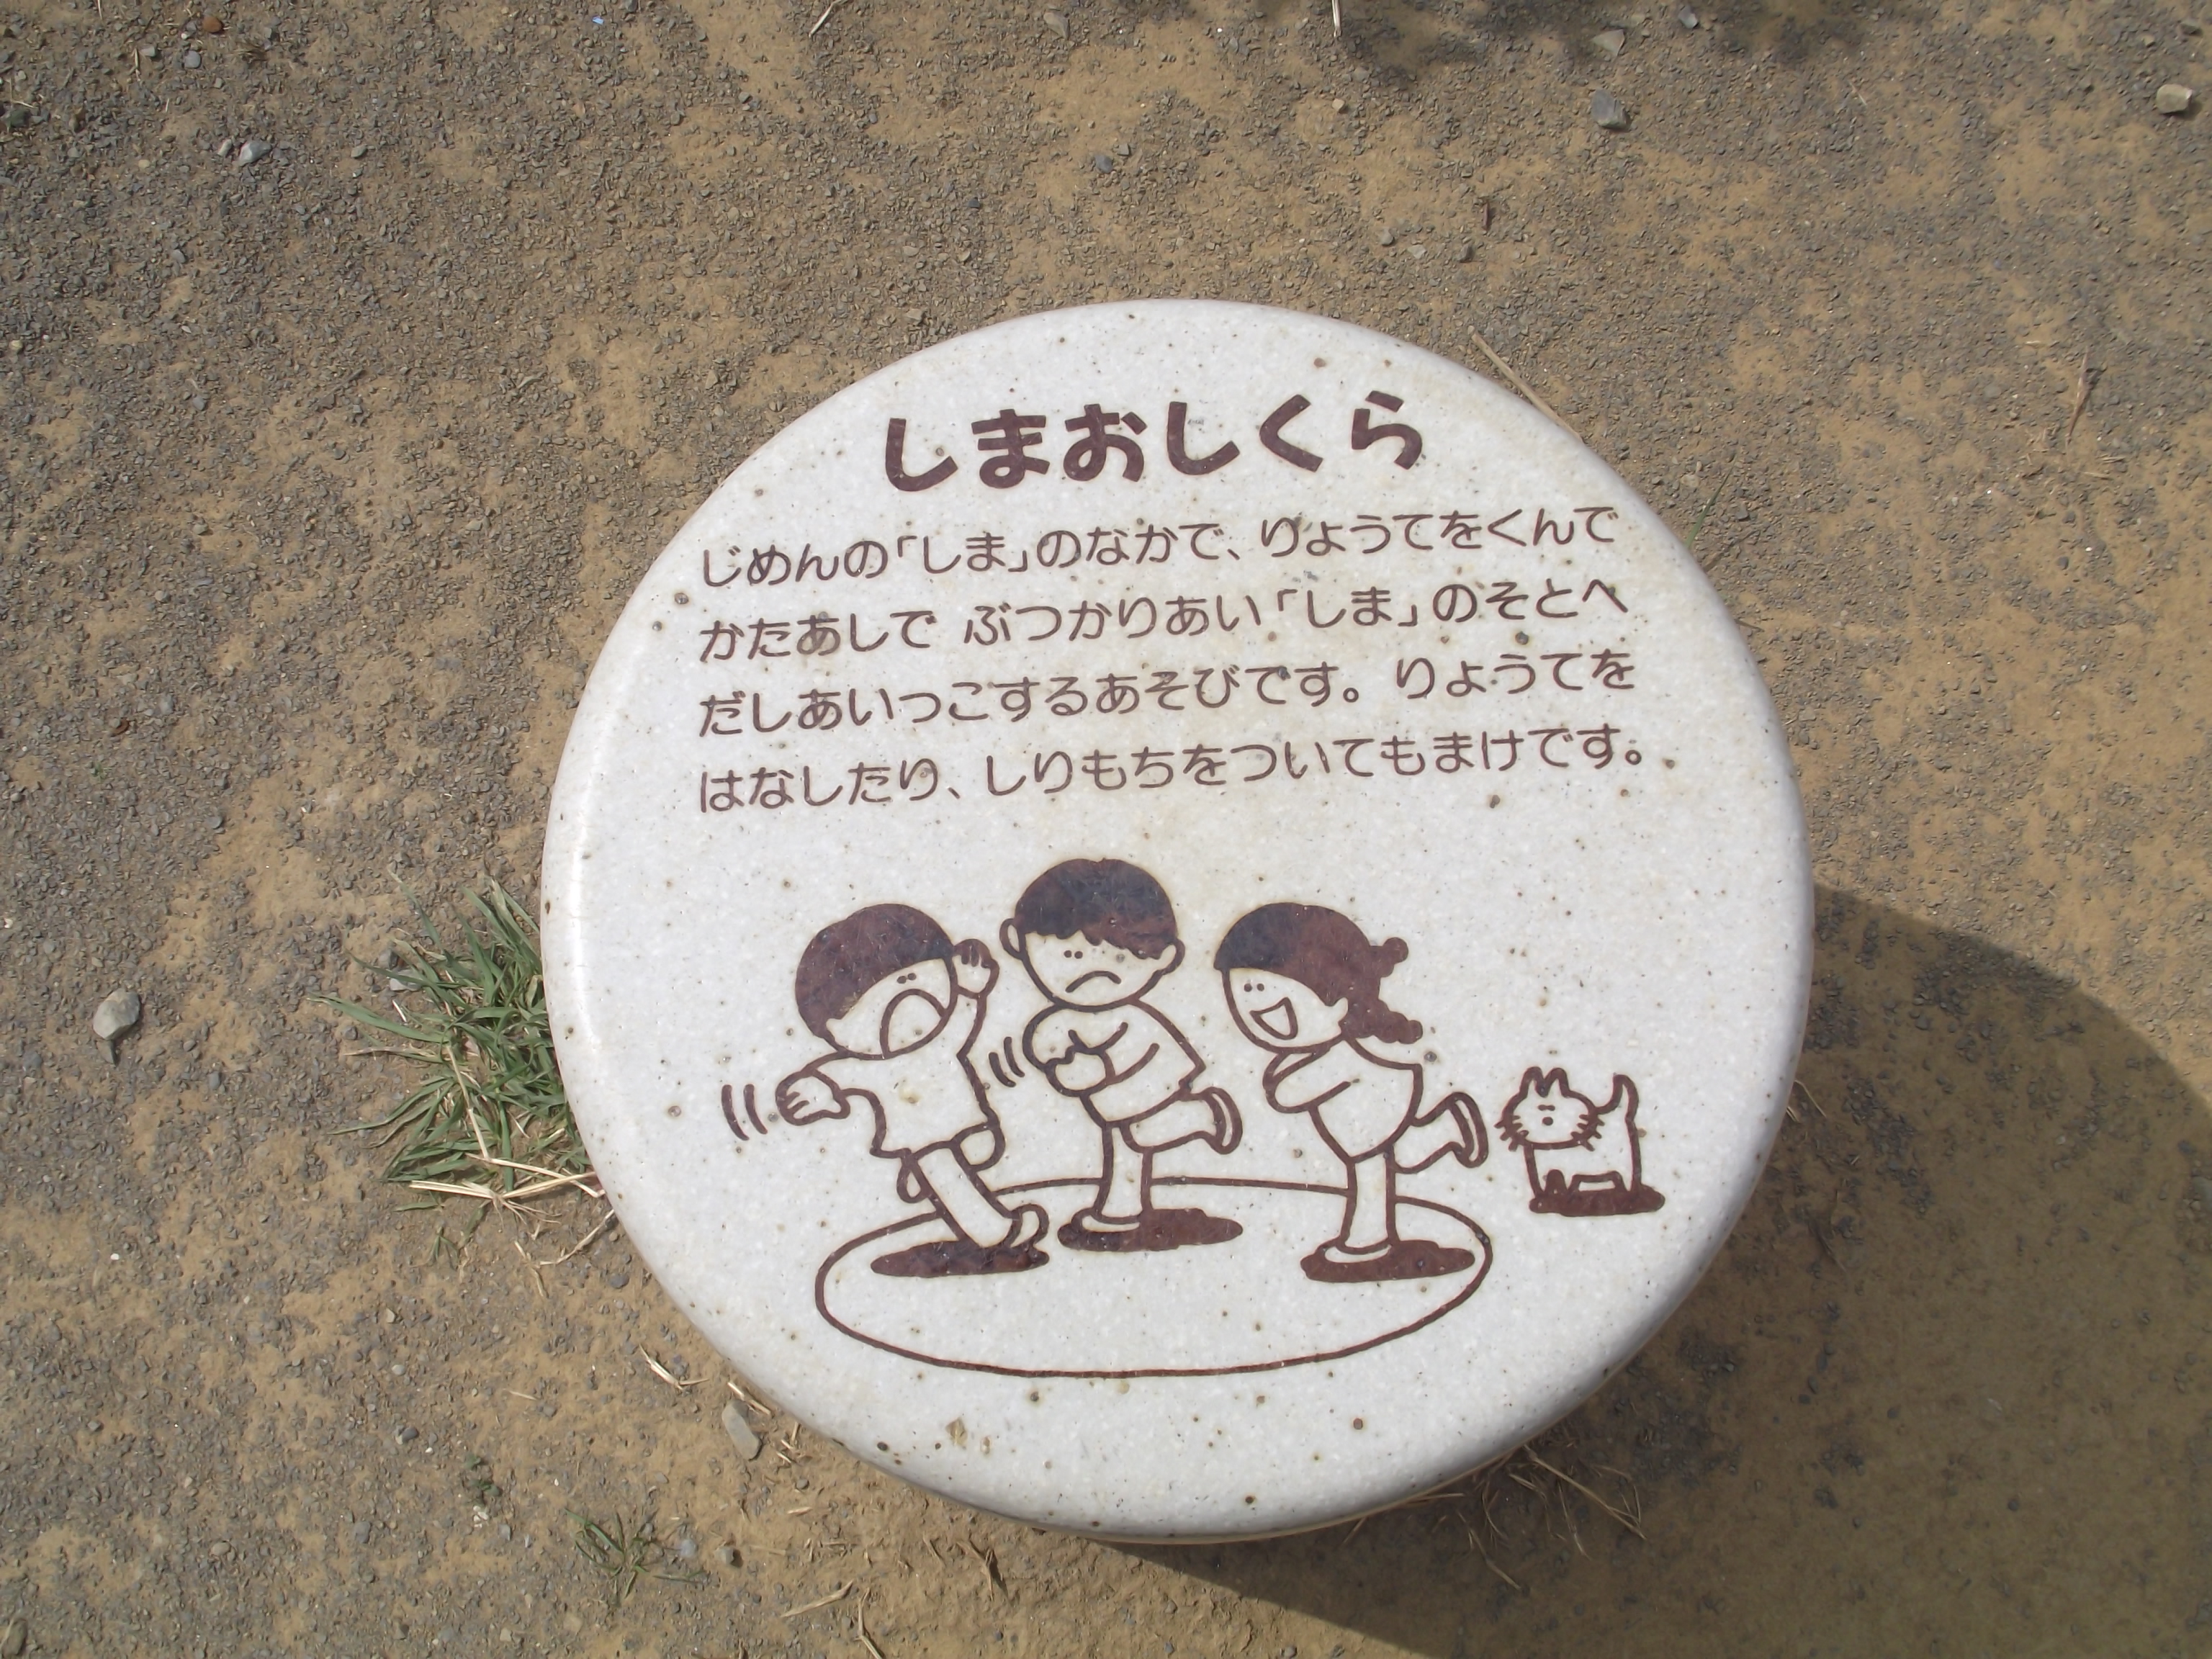 しまおしくら
じめんの「しま」のなかで、りょうてをくんで
かたあしで ぶつかりあい「しま」のそとへ
だしあいっこするあそびです。りょうてを
はなしたり、しりもちをついてもまけです。